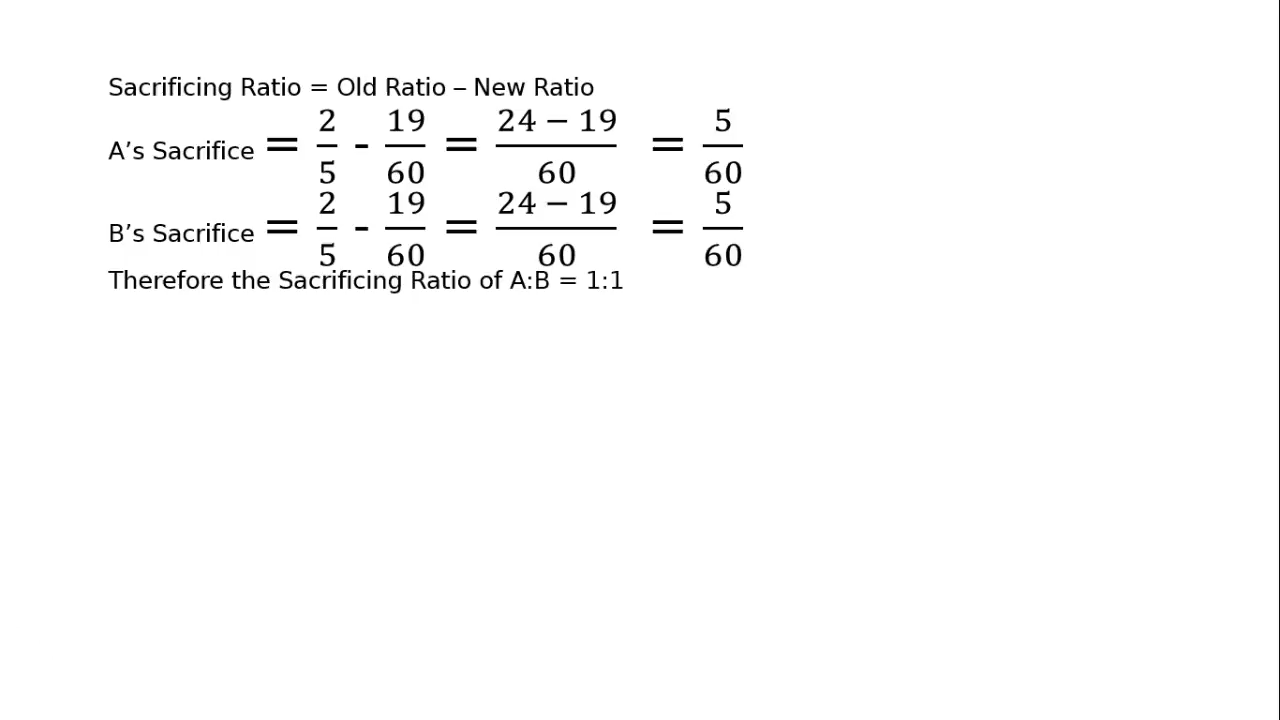 Sacrificing Ratio = Old Ratio – New Ratio
A’s Sacrifice = 2/5 - 19/60 = 24 − 19/60 = 5/60
B’s Sacrifice = 2/5 - 19/60 = 24 − 19/60 = 5/60
Therefore the Sacrificing Ratio of A:B = 1:1